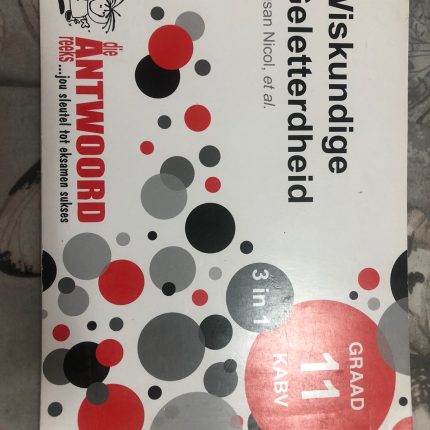 Wiskundige
Geletterdheid
san Nicol, et al.
3 in 1
GRAAD
11
KABV
die
ANTWOORD
reeks ...jou sleutel tot eksamen sukses